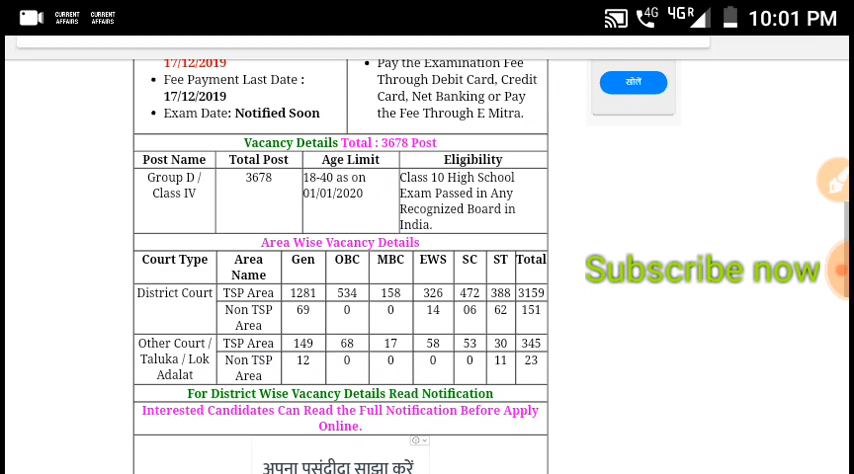 CURRENT AFFAIRS CURRENT AFFAIRS 4G 4G R 10:01 PM
17/12/2019
Fee Payment Last Date :
17/12/2019
Exam Date: Notified Soon
Pay the Examination Fee
Through Debit Card, Credit
Card, Net Banking or Pay
the Fee Through E Mitra.
खोलें
Vacancy Details Total : 3678 Post
Post Name Total Post Age Limit Eligibility
Group D / Class IV 3678 18-40 as on 01/01/2020 Class 10 High School
Exam Passed in Any
Recognized Board in
India.
Area Wise Vacancy Details
Court Type Area Name Gen OBC MBC EWS SC ST Total
District Court TSP Area 1281 534 158 326 472 388 3159
Non TSP Area 69 0 0 14 06 62 151
Other Court / Taluka / Lok Adalat TSP Area 149 68 17 58 53 30 345
Non TSP Area 12 0 0 0 0 11 23
For District Wise Vacancy Details Read Notification
Interested Candidates Can Read the Full Notification Before Apply
Online.
Subscribe now
अपना पसंदीदा साझा करें